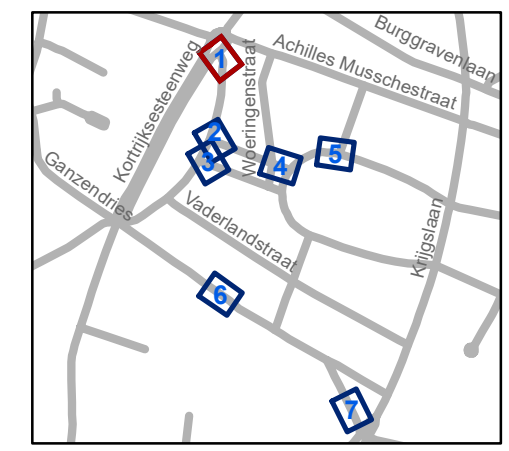 Burggravenlaan
Achilles Musschestraat
Kortrijksesteenweg
Woeringenstraat
1
2
3
4
5
Ganzendries
Vaderlandstraat
Krijgslaan
6
7